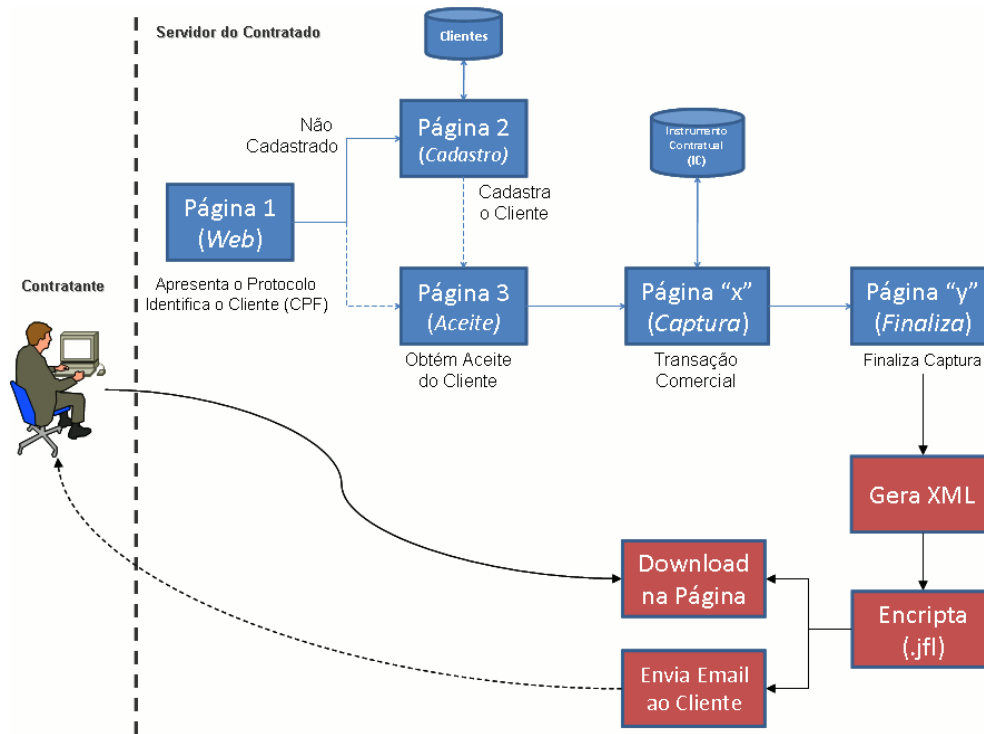 Servidor do Contratado
Clientes
Não
Cadastrado
Página 2
(Cadastro)
Instrumento
Contratual
(IC)
Cadastra
o Cliente
Página 1
(Web)
Apresenta o Protocolo
Identifica o Cliente (CPF)
Contratante
Página 3
(Aceite)
Obtém Aceite
do Cliente
Página “x”
(Captura)
Transação
Comercial
Página “y”
(Finaliza)
Finaliza Captura
Gera XML
Download
na Página
Encripta
(.jfl)
Envia Email
ao Cliente